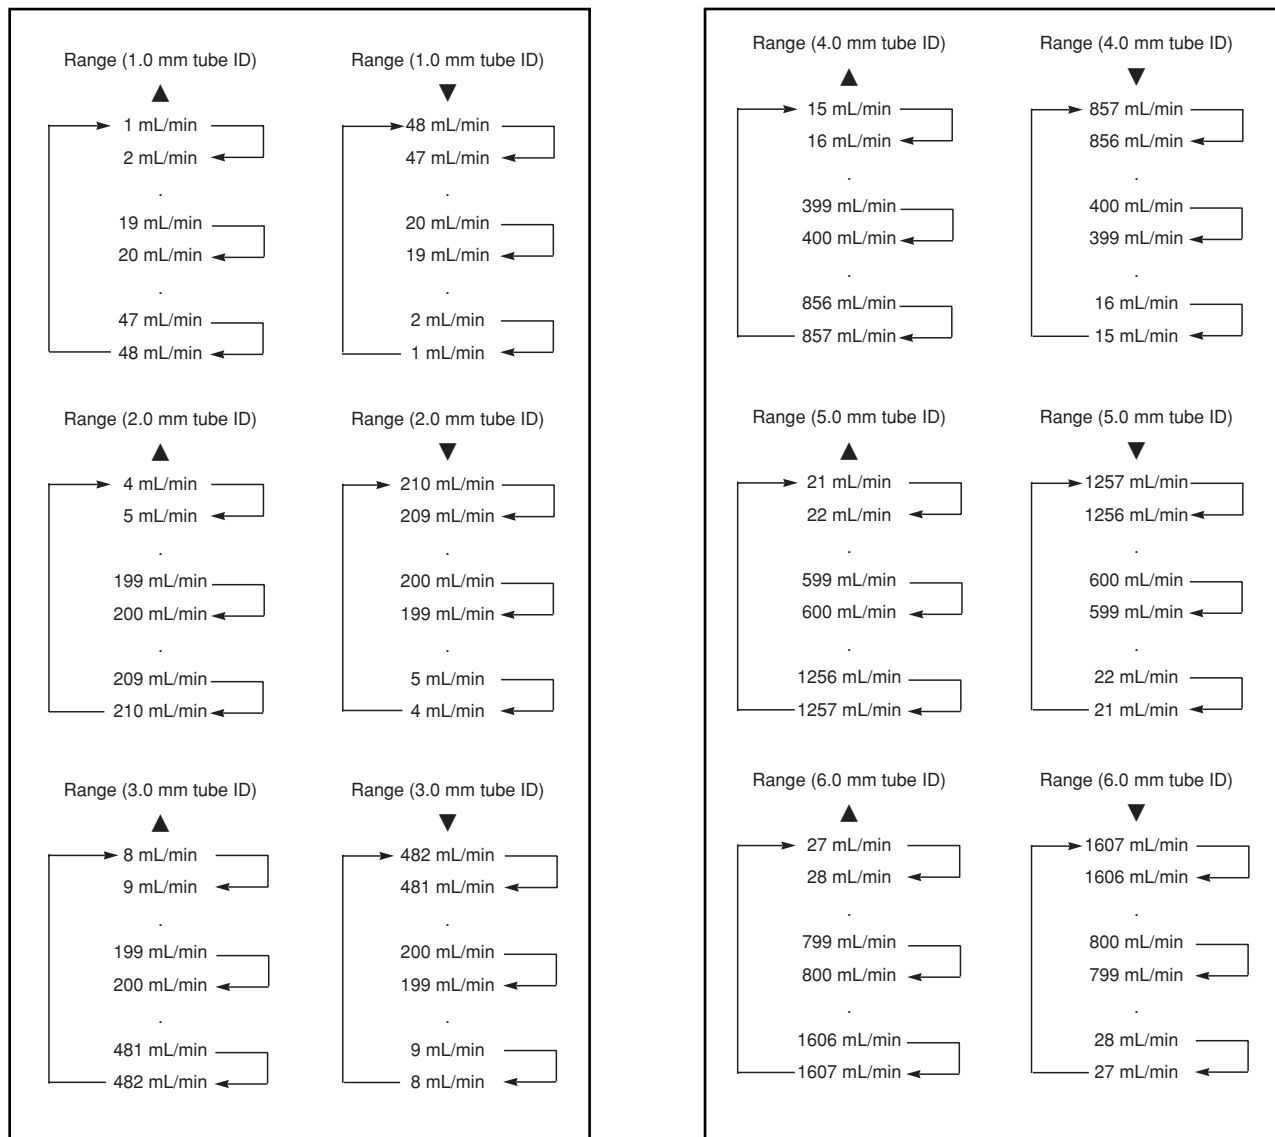 Range (1.0 mm tube ID)
1 mL/min
2 mL/min
.
19 mL/min
20 mL/min
.
47 mL/min
48 mL/min
Range (1.0 mm tube ID)
48 mL/min
47 mL/min
.
20 mL/min
19 mL/min
.
2 mL/min
1 mL/min
Range (2.0 mm tube ID)
4 mL/min
5 mL/min
.
199 mL/min
200 mL/min
.
209 mL/min
210 mL/min
Range (2.0 mm tube ID)
210 mL/min
209 mL/min
.
200 mL/min
199 mL/min
.
5 mL/min
4 mL/min
Range (3.0 mm tube ID)
8 mL/min
9 mL/min
.
199 mL/min
200 mL/min
.
481 mL/min
482 mL/min
Range (3.0 mm tube ID)
482 mL/min
481 mL/min
.
200 mL/min
199 mL/min
.
9 mL/min
8 mL/min
Range (4.0 mm tube ID)
15 mL/min
16 mL/min
.
399 mL/min
400 mL/min
.
856 mL/min
857 mL/min
Range (4.0 mm tube ID)
857 mL/min
856 mL/min
.
400 mL/min
399 mL/min
.
16 mL/min
15 mL/min
Range (5.0 mm tube ID)
21 mL/min
22 mL/min
.
599 mL/min
600 mL/min
.
1256 mL/min
1257 mL/min
Range (5.0 mm tube ID)
1257 mL/min
1256 mL/min
.
600 mL/min
599 mL/min
.
22 mL/min
21 mL/min
Range (6.0 mm tube ID)
27 mL/min
28 mL/min
.
799 mL/min
800 mL/min
.
1606 mL/min
1607 mL/min
Range (6.0 mm tube ID)
1607 mL/min
1606 mL/min
.
800 mL/min
799 mL/min
.
28 mL/min
27 mL/min